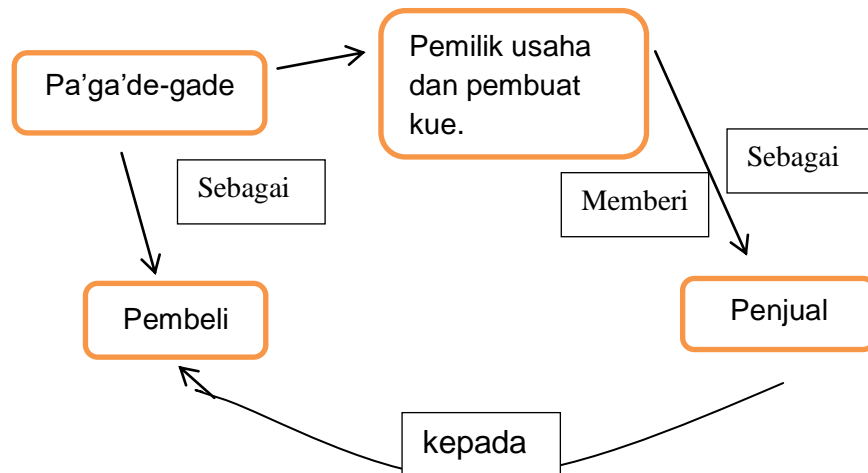 Pa’ga’de-gade
Pemilik usaha
dan pembuat
kue.
Sebagai
Sebagai
Memberi
Pembeli
Penjual
kepada